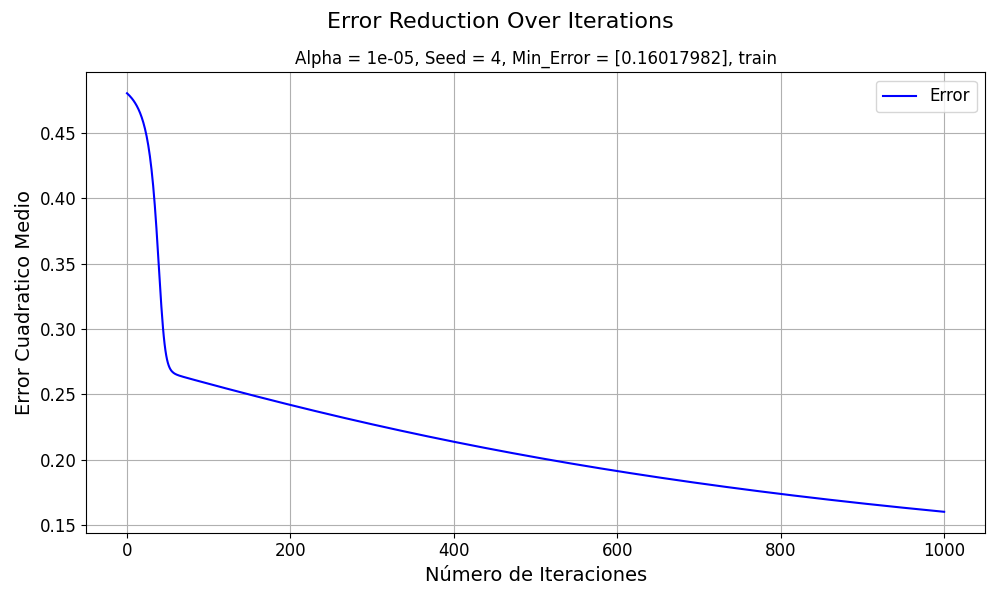 Error Reduction Over Iterations
Alpha = 1e-05, Seed = 4, Min_Error = [0.16017982], train
Error
Error Cuadratico Medio
0.45
0.40
0.35
0.30
0.25
0.20
0.15
0 200 400 600 800 1000
Número de Iteraciones